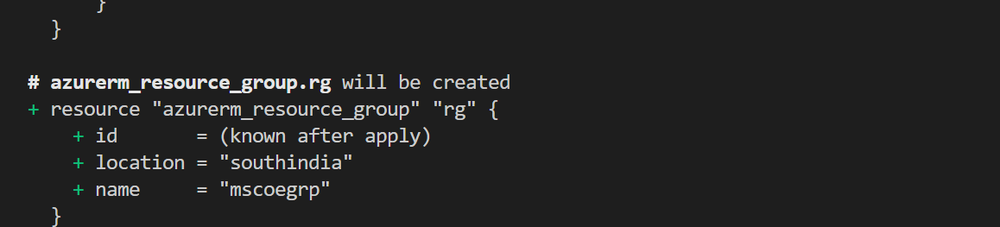 }
}
# azurerm_resource_group.rg will be created
+ resource "azurerm_resource_group" "rg" {
+ id = (known after apply)
+ location = "southindia"
+ name = "mscoegrp"
}